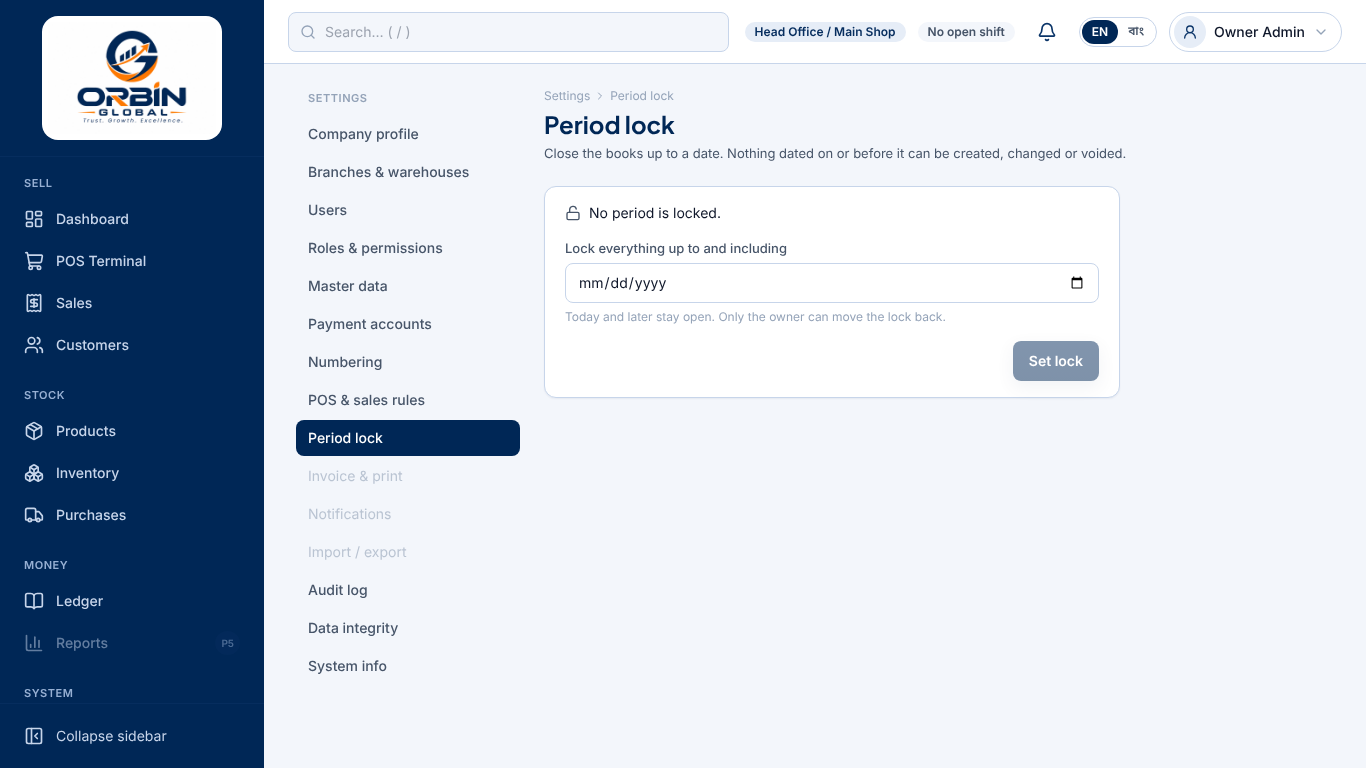 ORBIN
GLOBAL
Trust. Growth. Excellence.
SELL
Dashboard
POS Terminal
Sales
Customers
STOCK
Products
Inventory
Purchases
MONEY
Ledger
Reports P5
SYSTEM
Collapse sidebar
Search... ( / )
Head Office / Main Shop
No open shift
EN বাং
Owner Admin
SETTINGS
Company profile
Branches & warehouses
Users
Roles & permissions
Master data
Payment accounts
Numbering
POS & sales rules
Period lock
Invoice & print
Notifications
Import / export
Audit log
Data integrity
System info
Settings > Period lock
Period lock
Close the books up to a date. Nothing dated on or before it can be created, changed or voided.
No period is locked.
Lock everything up to and including
mm/dd/yyyy
Today and later stay open. Only the owner can move the lock back.
Set lock